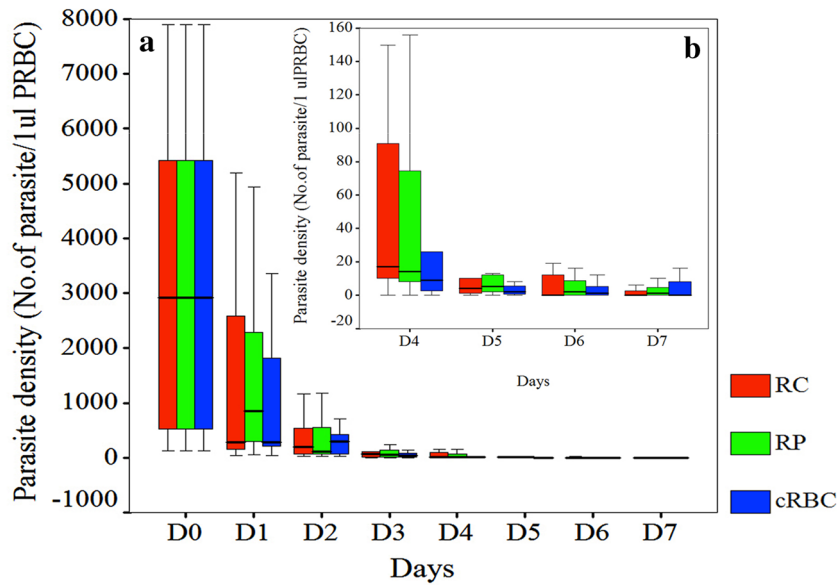 a
Parasite density (No.of parasite/1ul PRBC)
8000
7000
6000
5000
4000
3000
2000
1000
0
-1000
D0 D1 D2 D3 D4 D5 D6 D7
Days
b
Parasite density (No.of parasite/1 ulPRBC)
160
140
120
100
80
60
40
20
0
-20
D4 D5 D6 D7
Days
RC
RP
cRBC